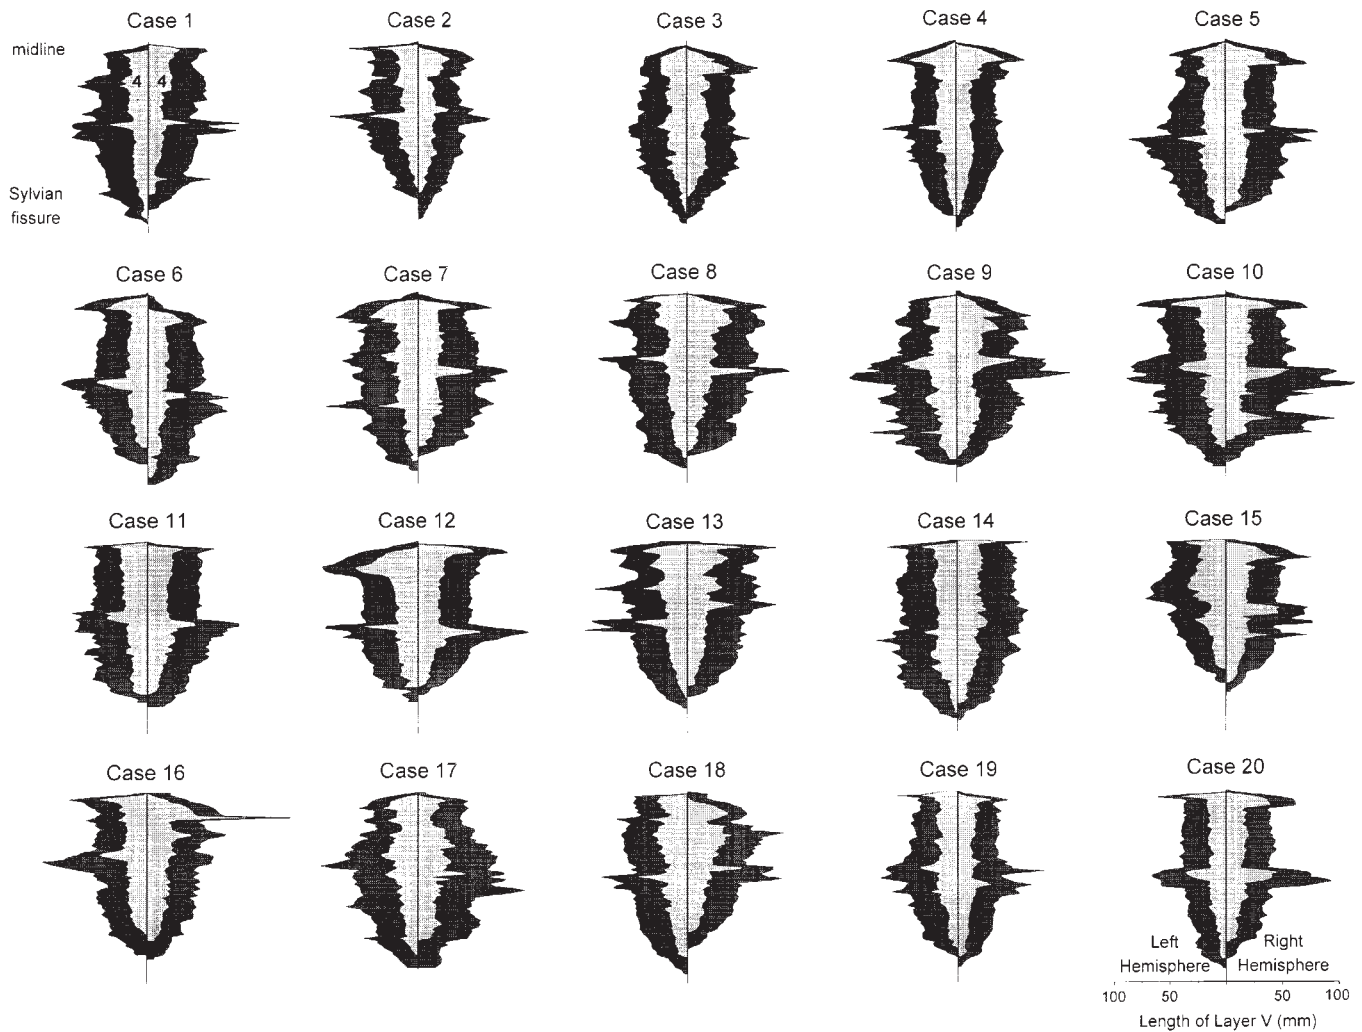 Case 1
Case 2
Case 3
Case 4
Case 5
midline
4 4
Sylvian
fissure
Case 6
Case 7
Case 8
Case 9
Case 10
Case 11
Case 12
Case 13
Case 14
Case 15
Case 16
Case 17
Case 18
Case 19
Case 20
Left
Hemisphere
Right
Hemisphere
100 50 50 100
Length of Layer V (mm)